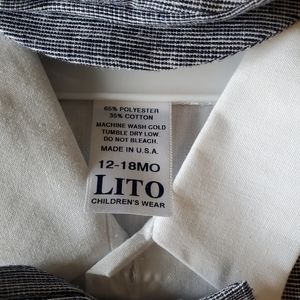 65% POLYESTER
35% COTTON
MACHINE WASH COLD
TUMBLE DRY LOW.
DO NOT BLEACH.
MADE IN U.S.A.
12-18MO
LITO
CHILDREN'S WEAR